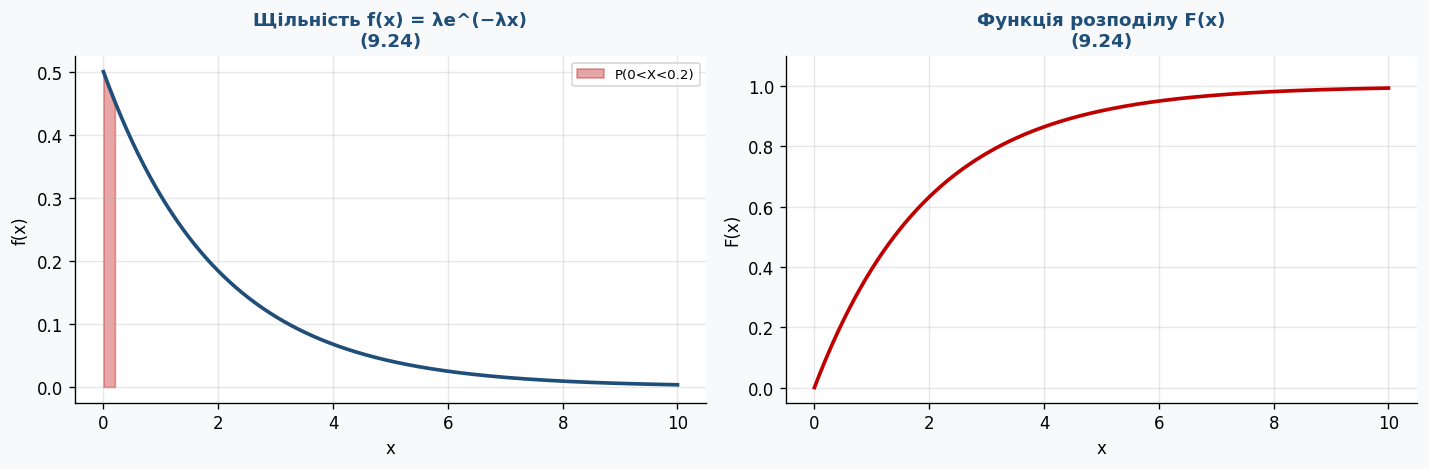 Щільність f(x) = λe^(−λx)
(9.24)
P(0<X<0.2)
0.5
0.4
0.3
0.2
0.1
0.0
f(x)
0 2 4 6 8 10
x
Функція розподілу F(x)
(9.24)
1.0
0.8
0.6
0.4
0.2
0.0
F(x)
0 2 4 6 8 10
x